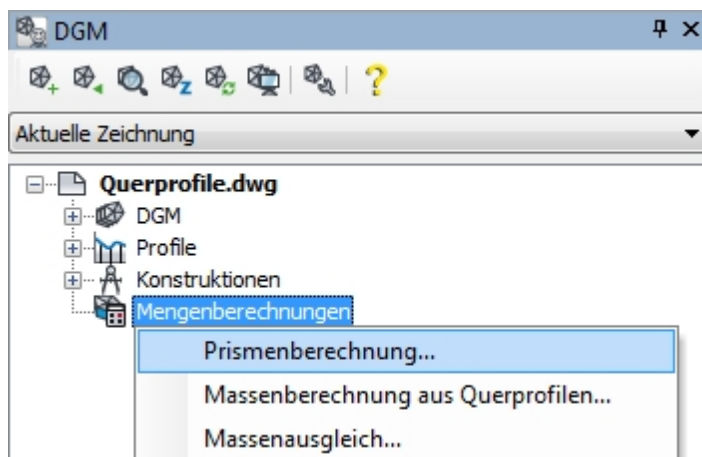 DGM
Aktuelle Zeichnung
Querprofile.dwg
DGM
Profile
Konstruktionen
Mengenberechnungen
Prismenberechnung...
Massenberechnung aus Querprofilen...
Massenausgleich...